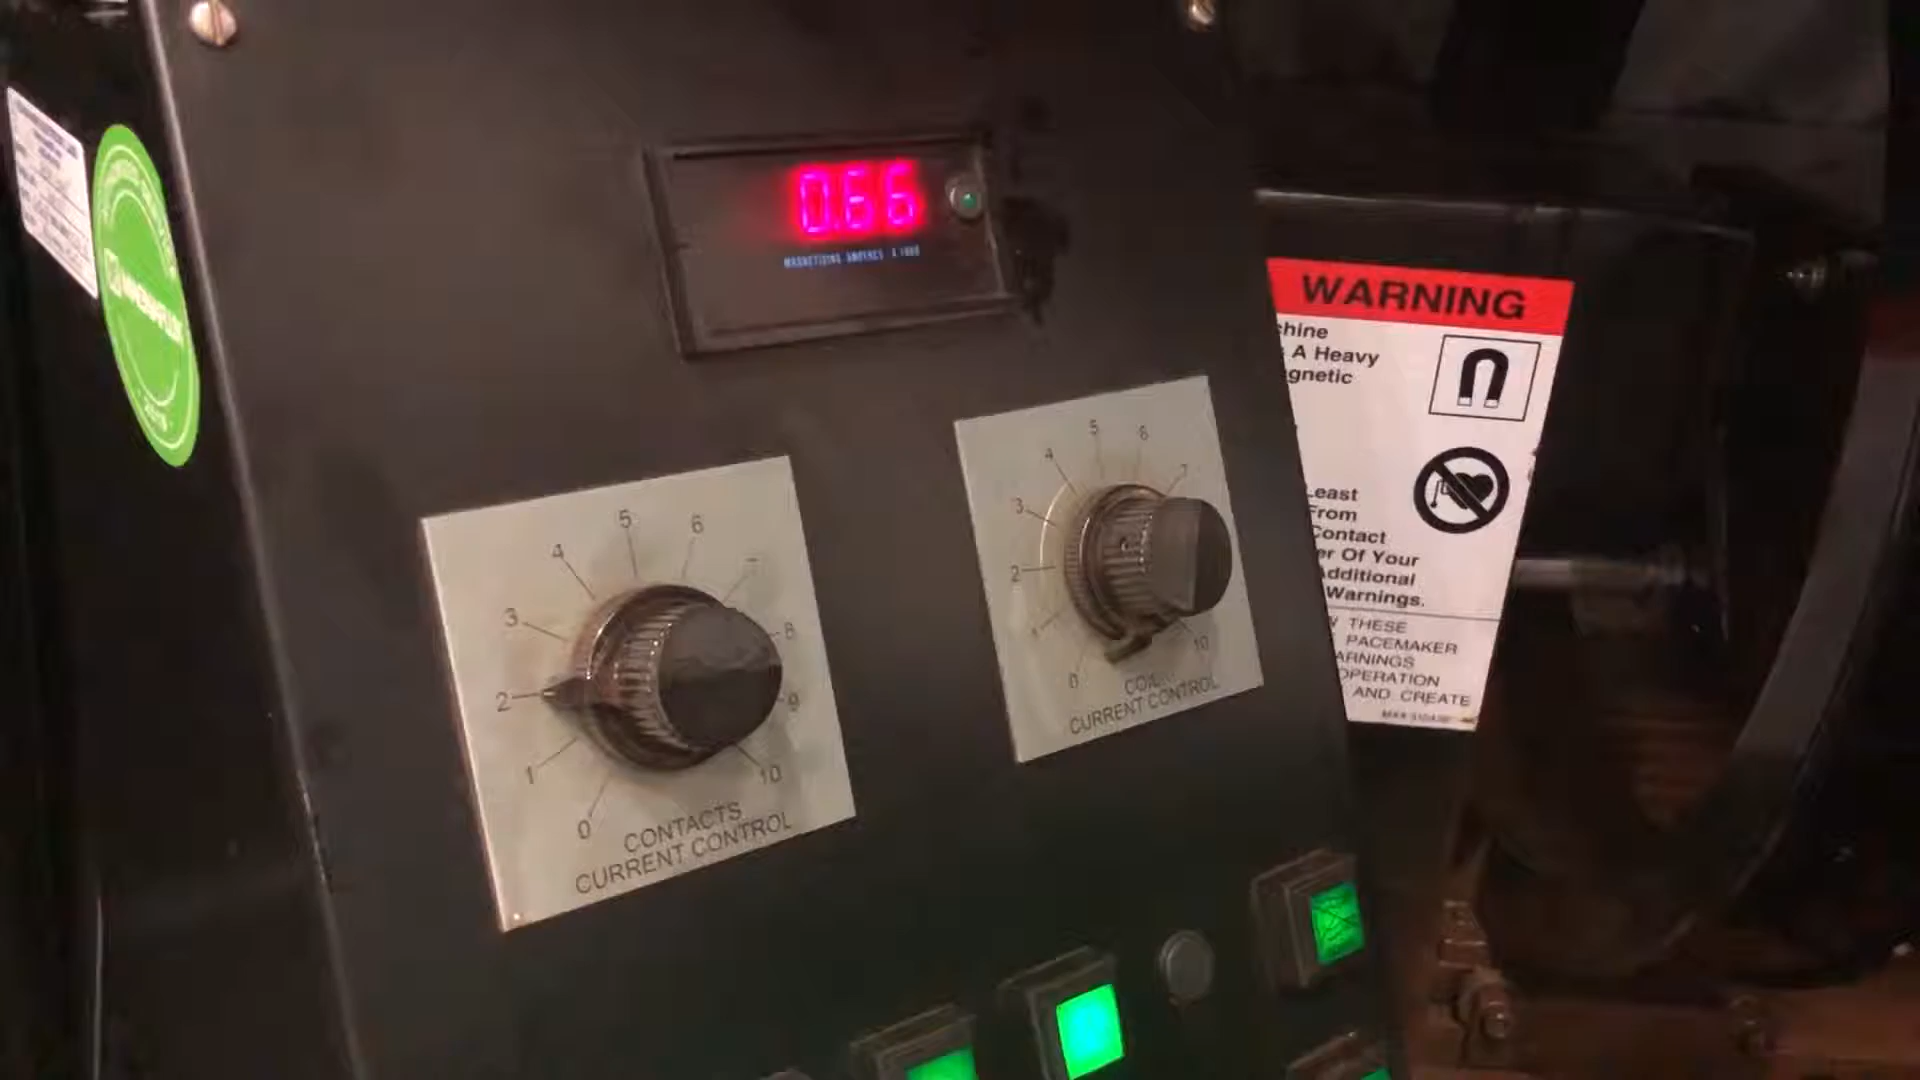 0.66
MAGNETIZING AMPERES X 1000
WARNING
chine
A Heavy
gnetic
Least
From
Contact
er Of Your
Additional
Warnings.
THESE
PACEMAKER
ARNINGS
OPERATION
AND CREATE
0
1
2
3
4
5
6
7
8
9
10
CONTACTS
CURRENT CONTROL
0
1
2
3
4
5
6
7
10
COIL
CURRENT CONTROL